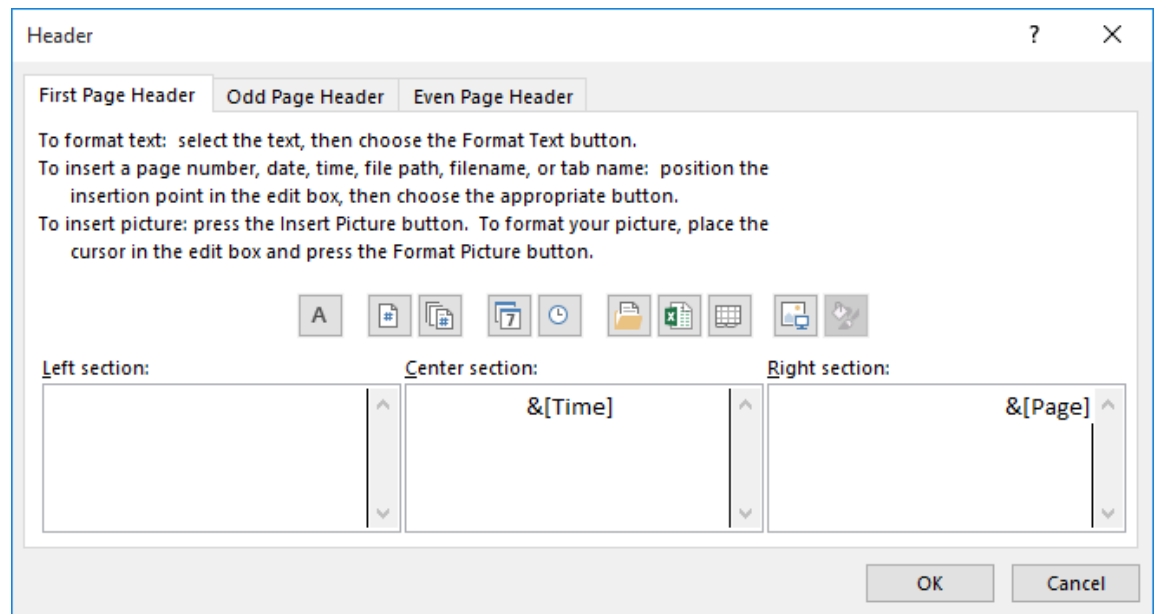 Header
?
First Page Header Odd Page Header Even Page Header
To format text: select the text, then choose the Format Text button.
To insert a page number, date, time, file path, filename, or tab name: position the
insertion point in the edit box, then choose the appropriate button.
To insert picture: press the Insert Picture button. To format your picture, place the
cursor in the edit box and press the Format Picture button.
A # # 7 x
Left section: Center section: Right section:
&[Time] &[Page]
OK Cancel